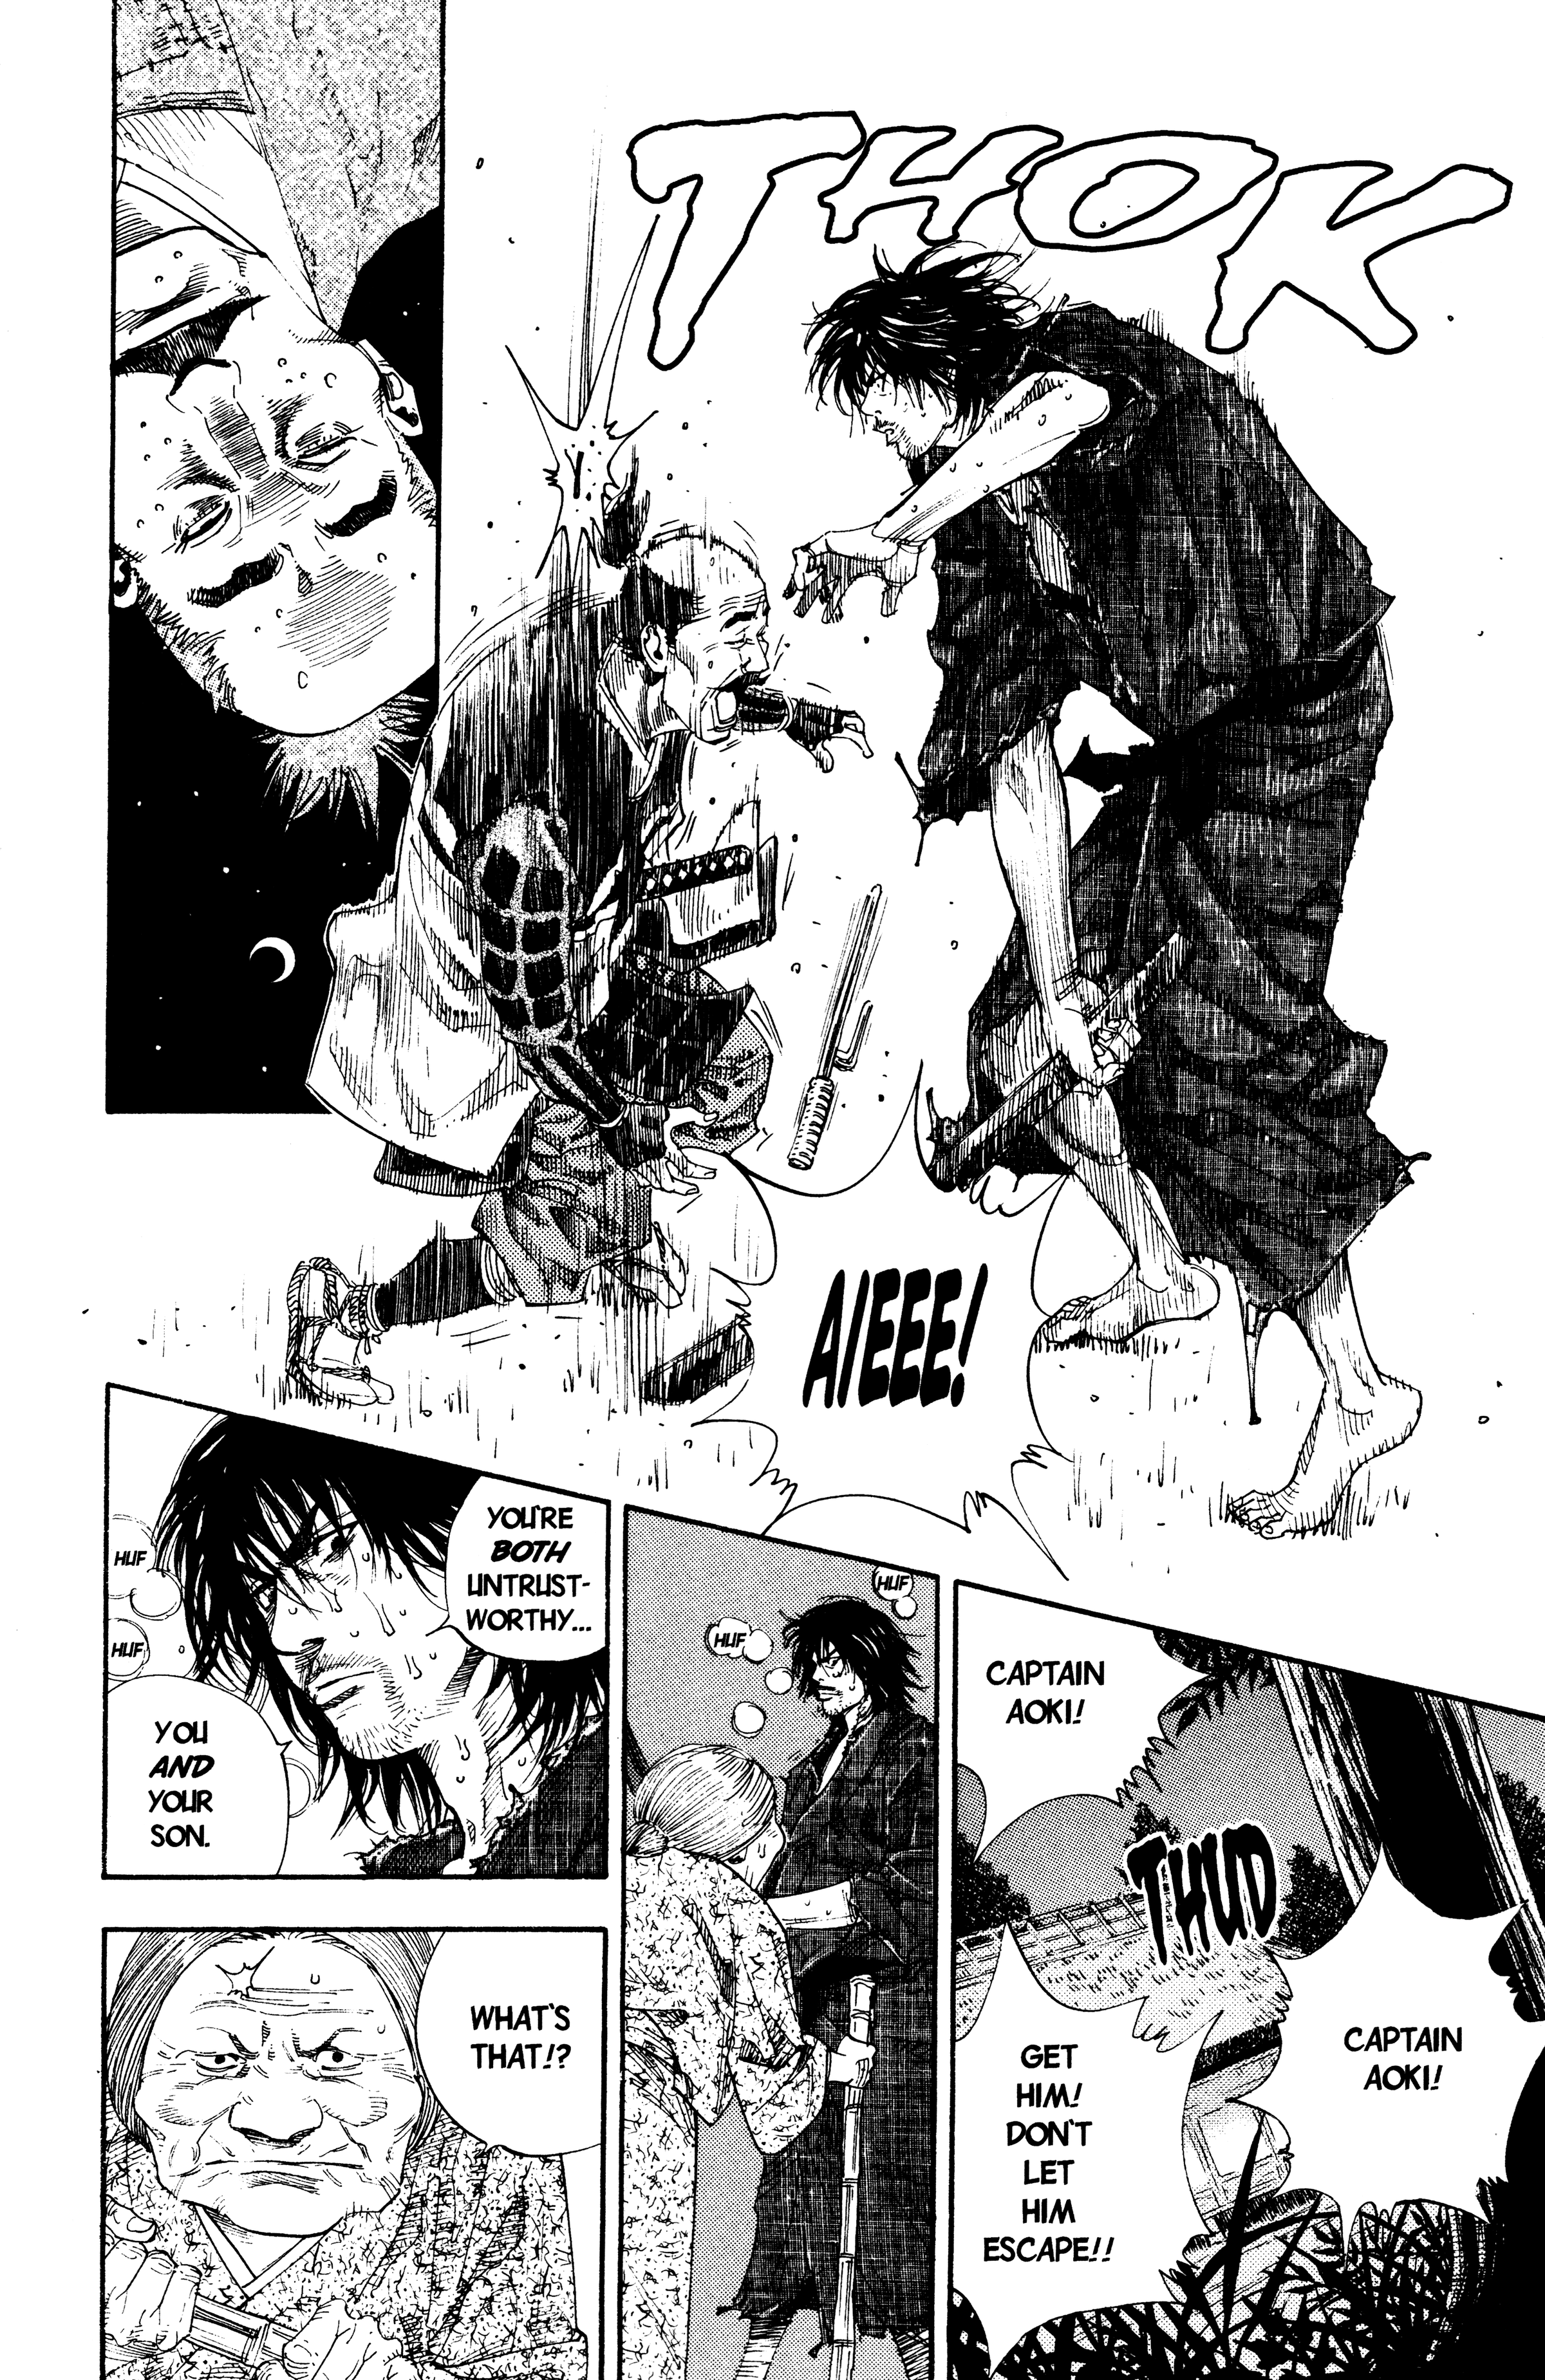 THOK
AIEEE!
CAPTAIN
AOKI!
THUD
CAPTAIN
AOKI!
GET
HIM!
DON'T
LET
HIM
ESCAPE!!
HUF
HUF
YOU'RE
BOTH
UNTRUST-
WORTHY...
HUF
HUF
YOU
AND
YOUR
SON.
WHAT'S
THAT!?